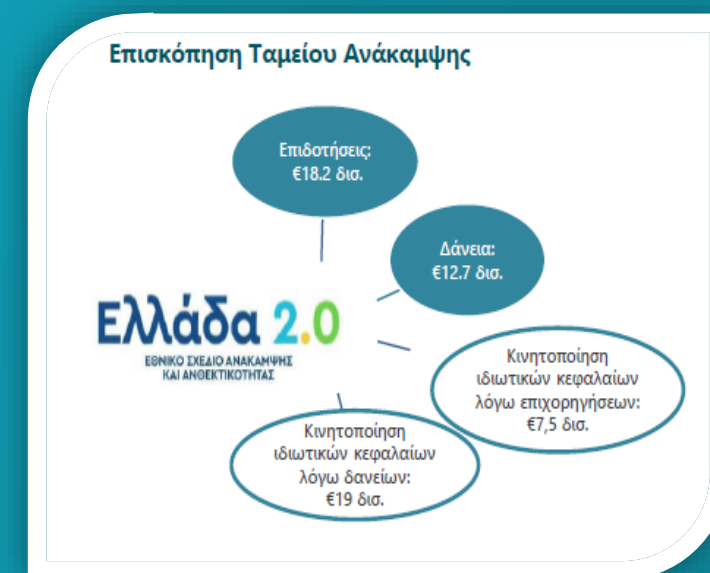 Επισκόπηση Ταμείου Ανάκαμψης
Επιδοτήσεις:
€18.2 δισ.
Δάνεια:
€12.7 δισ.
Ελλάδα 2.0
ΕΘΝΙΚΟ ΣΧΕΔΙΟ ΑΝΑΚΑΜΨΗΣ
ΚΑΙ ΑΝΘΕΚΤΙΚΟΤΗΤΑΣ
Κινητοποίηση
ιδιωτικών κεφαλαίων
λόγω επιχορηγήσεων:
€7,5 δισ.
Κινητοποίηση
ιδιωτικών κεφαλαίων
λόγω δανείων:
€19 δισ.